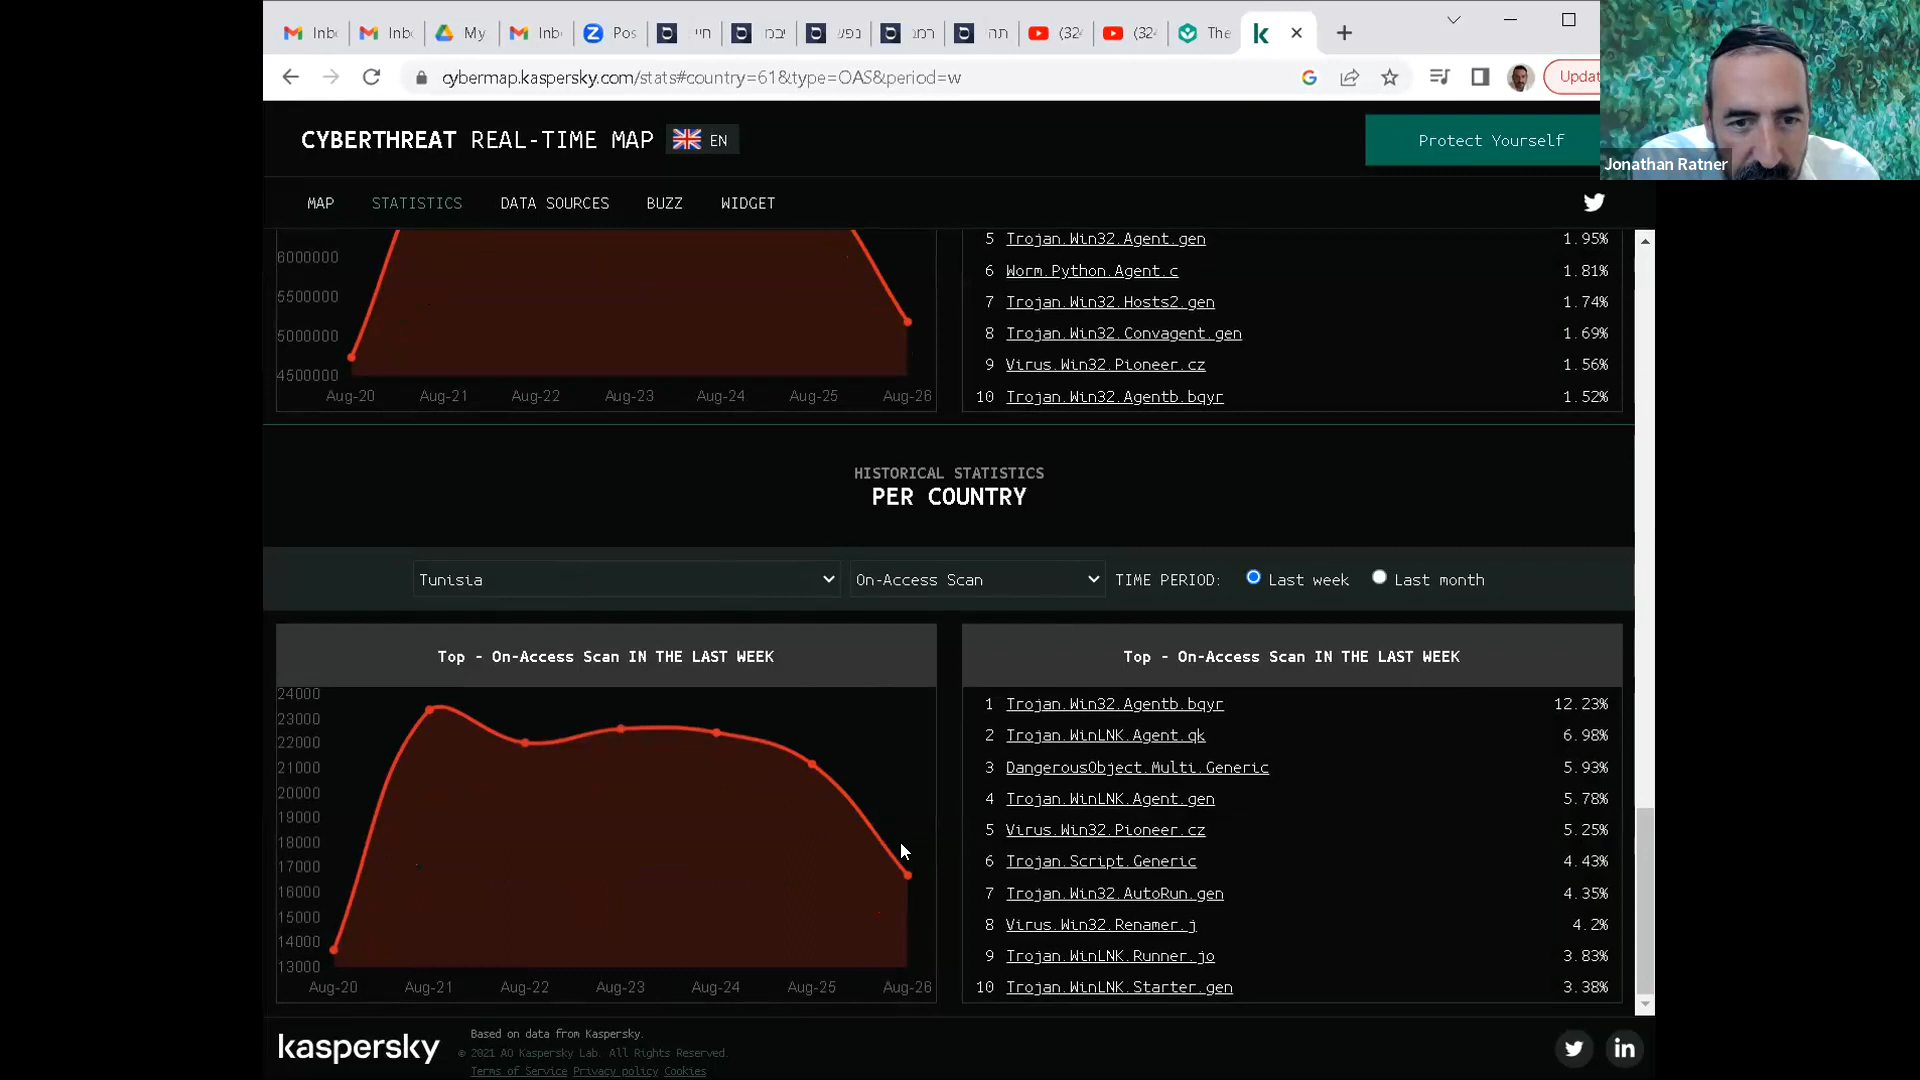 Inbo
Inbo
My
Inb
Pos
חיי
יבמ
נפש
רמנ
תה
(324
(324
The
cybermap.kaspersky.com/stats#country=61&type=OAS&period=w
Updat
CYBERTHREAT REAL-TIME MAP
EN
Protect Yourself
Jonathan Ratner
MAP
STATISTICS
DATA SOURCES
BUZZ
WIDGET
6000000
5500000
5000000
4500000
Aug-20 Aug-21 Aug-22 Aug-23 Aug-24 Aug-25 Aug-26
5 Trojan.Win32.Agent.gen 1.95%
6 Worm.Python.Agent.c 1.81%
7 Trojan.Win32.Hosts2.gen 1.74%
8 Trojan.Win32.Convagent.gen 1.69%
9 Virus.Win32.Pioneer.cz 1.56%
10 Trojan.Win32.Agentb.bqyr 1.52%
HISTORICAL STATISTICS
PER COUNTRY
Tunisia
On-Access Scan
TIME PERIOD: Last week Last month
Top - On-Access Scan IN THE LAST WEEK
24000
23000
22000
21000
20000
19000
18000
17000
16000
15000
14000
13000
Aug-20 Aug-21 Aug-22 Aug-23 Aug-24 Aug-25 Aug-26
Top - On-Access Scan IN THE LAST WEEK
1 Trojan.Win32.Agentb.bqyr 12.23%
2 Trojan.WinLNK.Agent.qk 6.98%
3 DangerousObject.Multi.Generic 5.93%
4 Trojan.WinLNK.Agent.gen 5.78%
5 Virus.Win32.Pioneer.cz 5.25%
6 Trojan.Script.Generic 4.43%
7 Trojan.Win32.AutoRun.gen 4.35%
8 Virus.Win32.Renamer.j 4.2%
9 Trojan.WinLNK.Runner.jo 3.83%
10 Trojan.WinLNK.Starter.gen 3.38%
kaspersky
Based on data from Kaspersky.
© 2021 AO Kaspersky Lab. All Rights Reserved.
Terms of Service Privacy policy Cookies